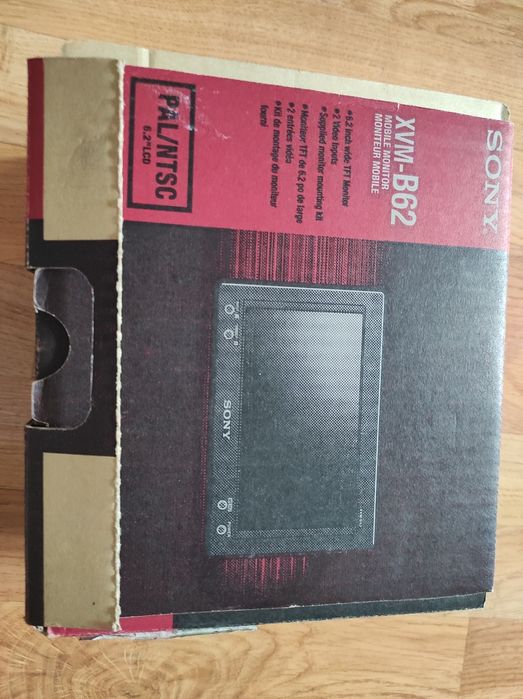 SONY
XVM-B62
MOBILE MONITOR
MONITEUR MOBILE
• 6.2 inch wide TFT Monitor
• 2 Video Inputs
• Supplied monitor mounting kit
• Moniteur TFT de 6,2 po de large
• 2 entrées vidéo
• Kit de montage du moniteur
fourni
PAL/NTSC
6.2" LCD
SONY
POWER